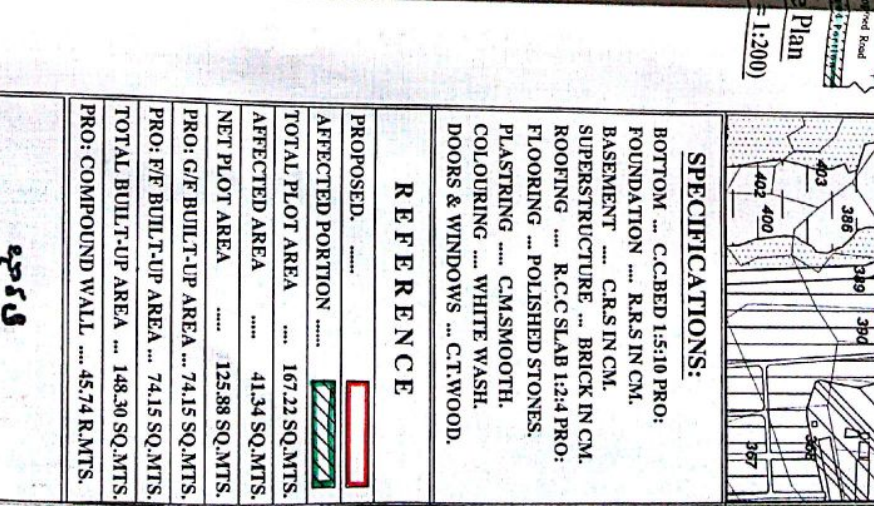 Road
Plan
= 1:200)
403
386
402
400
389
390
367
SPECIFICATIONS:
BOTTOM ... C.C.BED 1:5:10 PRO:
FOUNDATION .... R.R.S IN CM.
BASEMENT .... C.R.S IN CM.
SUPERSTRUCTURE ... BRICK IN CM.
ROOFING .... R.C.C SLAB 1:2:4 PRO:
FLOORING .... POLISHED STONES.
PLASTRING ..... C.M.SMOOTH.
COLOURING .... WHITE WASH.
DOORS & WINDOWS ... C.T.WOOD.
REFERENCE
PROPOSED. ......
AFFECTED PORTION ......
TOTAL PLOT AREA .... 167.22 SQ.MTS.
AFFECTED AREA ..... 41.34 SQ.MTS.
NET PLOT AREA ...... 125.88 SQ.MTS.
PRO: G/F BUILT-UP AREA ... 74.15 SQ.MTS.
PRO: F/F BUILT-UP AREA ... 74.15 SQ.MTS.
TOTAL BUILT-UP AREA ... 148.30 SQ.MTS.
PRO: COMPOUND WALL .... 45.74 R.MTS.